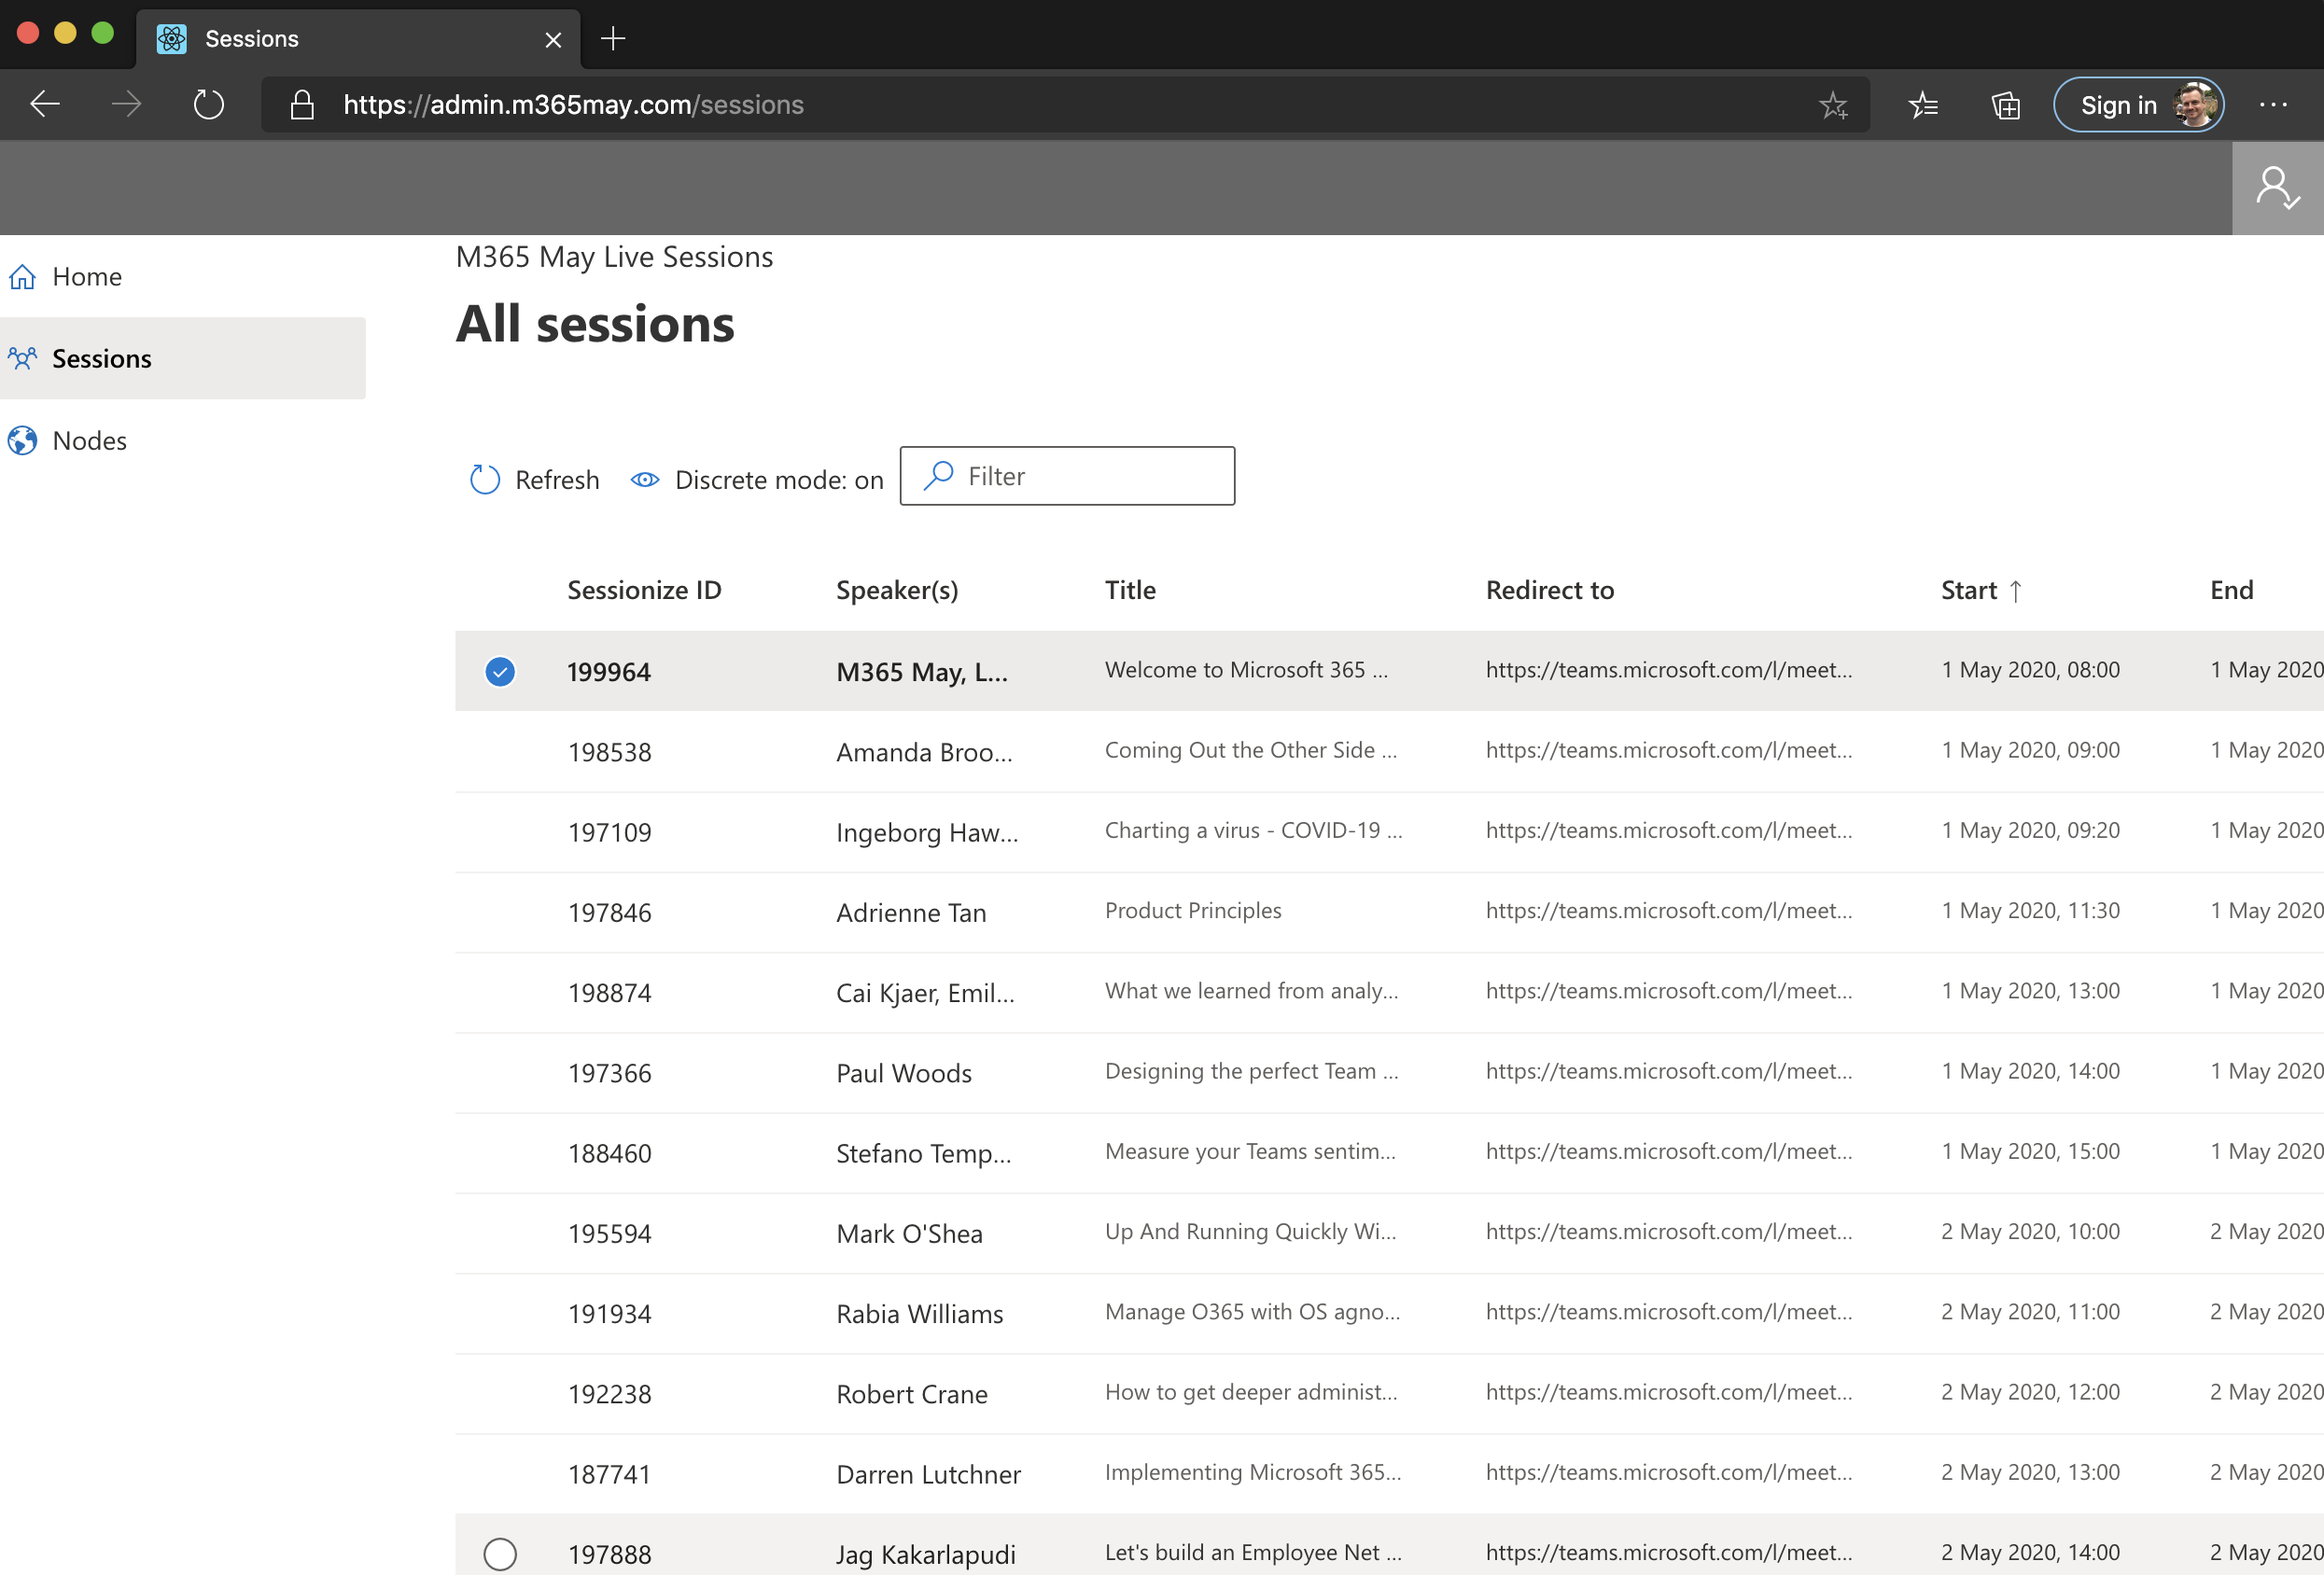 Sessions
https://admin.m365may.com/sessions
Sign in
Home
Sessions
Nodes
M365 May Live Sessions
All sessions
Refresh Discrete mode: on Filter
Sessionize ID Speaker(s) Title Redirect to Start ↑ End
199964 M365 May, L... Welcome to Microsoft 365 ... https://teams.microsoft.com/l/meet... 1 May 2020, 08:00 1 May 2020
198538 Amanda Broo... Coming Out the Other Side ... https://teams.microsoft.com/l/meet... 1 May 2020, 09:00 1 May 2020
197109 Ingeborg Haw... Charting a virus - COVID-19 ... https://teams.microsoft.com/l/meet... 1 May 2020, 09:20 1 May 2020
197846 Adrienne Tan Product Principles https://teams.microsoft.com/l/meet... 1 May 2020, 11:30 1 May 2020
198874 Cai Kjaer, Emil... What we learned from analy... https://teams.microsoft.com/l/meet... 1 May 2020, 13:00 1 May 2020
197366 Paul Woods Designing the perfect Team ... https://teams.microsoft.com/l/meet... 1 May 2020, 14:00 1 May 2020
188460 Stefano Temp... Measure your Teams sentim... https://teams.microsoft.com/l/meet... 1 May 2020, 15:00 1 May 2020
195594 Mark O'Shea Up And Running Quickly Wi... https://teams.microsoft.com/l/meet... 2 May 2020, 10:00 2 May 2020
191934 Rabia Williams Manage O365 with OS agno... https://teams.microsoft.com/l/meet... 2 May 2020, 11:00 2 May 2020
192238 Robert Crane How to get deeper administ... https://teams.microsoft.com/l/meet... 2 May 2020, 12:00 2 May 2020
187741 Darren Lutchner Implementing Microsoft 365... https://teams.microsoft.com/l/meet... 2 May 2020, 13:00 2 May 2020
197888 Jag Kakarlapudi Let's build an Employee Net ... https://teams.microsoft.com/l/meet... 2 May 2020, 14:00 2 May 2020